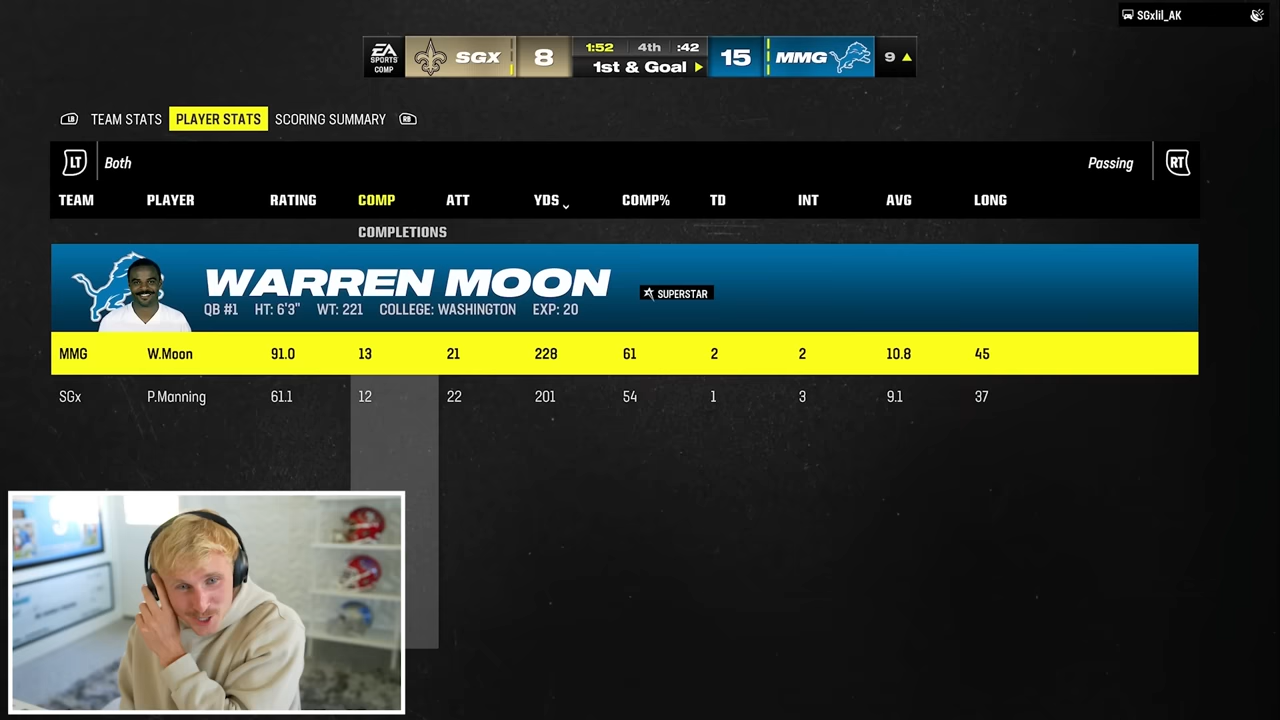 SGxlil_AK
EA SPORTS COMP SGX 8 1:52 4th :42 1st & Goal 15 MMG 9
LB TEAM STATS PLAYER STATS SCORING SUMMARY RB
LT Both Passing RT
TEAM PLAYER RATING COMP ATT YDS COMP% TD INT AVG LONG
COMPLETIONS
WARREN MOON SUPERSTAR
QB #1 HT: 6'3" WT: 221 COLLEGE: WASHINGTON EXP: 20
MMG W.Moon 91.0 13 21 228 61 2 2 10.8 45
SGx P.Manning 61.1 12 22 201 54 1 3 9.1 37